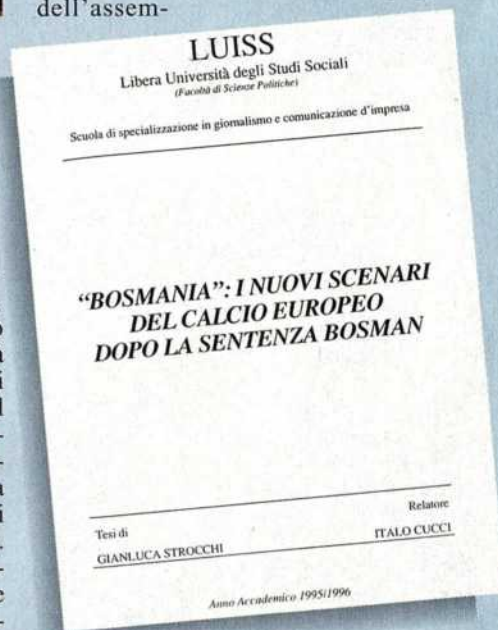 dell'assem-
LUISS
Libera Università degli Studi Sociali
(Facoltà di Scienze Politiche)
Scuola di specializzazione in giornalismo e comunicazione d'impresa
"BOSMANIA": I NUOVI SCENARI
DEL CALCIO EUROPEO
DOPO LA SENTENZA BOSMAN
Tesi di
GIANLUCA STROCCHI
Relatore
ITALO CUCCI
Anno Accademico 1995/1996